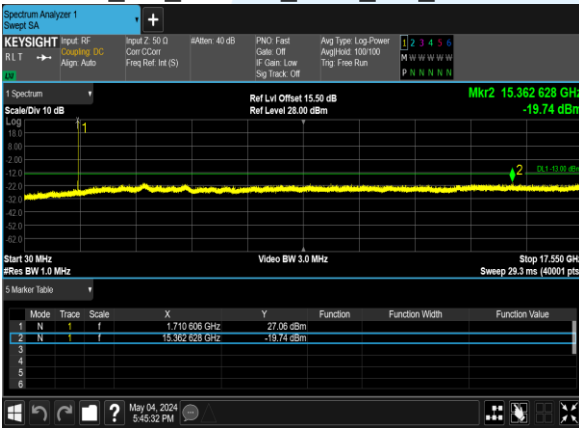 Spectrum Analyzer 1
Swept SA
+
KEYSIGHT Input: RF Input Z: 50 Ω #Atten: 40 dB PNO: Fast Avg Type: Log-Power 1 2 3 4 5 6
RLT Coupling: DC Corr CCorr Gate: Off Avg|Hold: 100/100 M W W W W W
Align: Auto Freq Ref: Int (S) IF Gain: Low Trig: Free Run
LV Sig Track: Off P N N N N N
1 Spectrum Ref Lvl Offset 15.50 dB Mkr2 15.362 628 GHz
Scale/Div 10 dB Ref Level 28.00 dBm -19.74 dBm
Log
18.0 1
8.00
-2.00
-12.0 2 DL1 -13.00 dBm
-22.0
-32.0
-42.0
-52.0
-62.0
Start 30 MHz Video BW 3.0 MHz Stop 17.550 GHz
#Res BW 1.0 MHz Sweep 29.3 ms (40001 pts)
5 Marker Table
Mode Trace Scale X Y Function Function Width Function Value
1 N 1 f 1.710 606 GHz 27.06 dBm
2 N 1 f 15.362 628 GHz -19.74 dBm
3
4
5
6
? May 04, 2024
5:45:32 PM